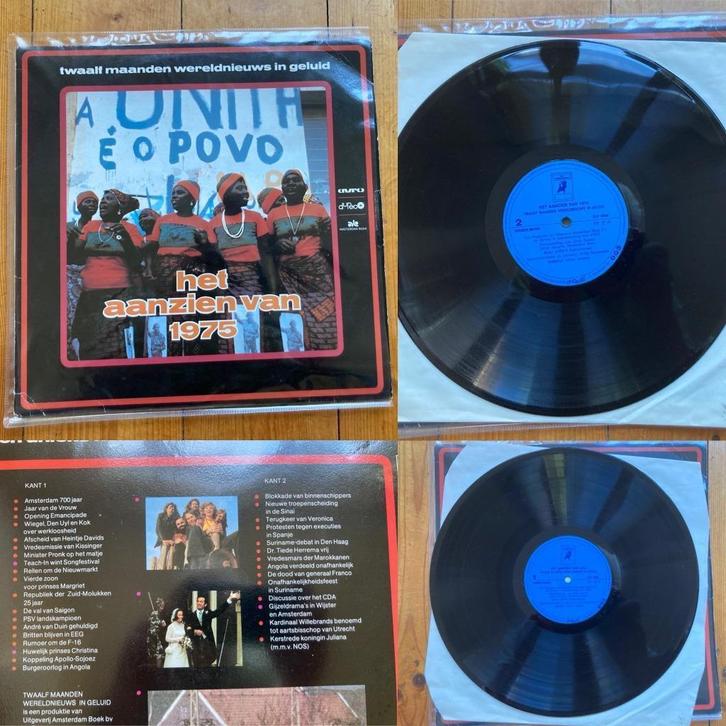 twaalf maanden wereldnieuws in geluid
A UNITA
É O POVO
AMSTERDAM BOEK
het
aanzien van
1975
HET AANZIEN VAN 1975
TWAALF MAANDEN WERELDNIEUWS IN GELUID
2
KANT 1
Amsterdam 700 jaar
Jaar van de Vrouw
Opening Emancipade
Wiegel, Den Uyl en Kok
over werkloosheid
Afscheid van Heintje Davids
Vredesmissie van Kissinger
Minister Pronk op het matje
Teach-In wint Songfestival
Rellen om de Nieuwmarkt
Vierde zoon
voor prinses Margriet
Republiek der Zuid-Molukken
25 jaar
De val van Saigon
PSV landskampioen
André van Duin gehuldigd
Britten blijven in EEG
Rumoer om de F-16
Huwelijk prinses Christina
Koppeling Apollo-Sojoez
Burgeroorlog in Angola
KANT 2
Blokkade van binnenschippers
Nieuwe troepenscheiding
in de Sinai
Terugkeer van Veronica
Protesten tegen executies
in Spanje
Suriname-debat in Den Haag
Dr. Tiede Herrema vrij
Vredesmars der Marokkanen
Angola verdeeld onafhankelijk
De dood van generaal Franco
Onafhankelijkheidsfeest
in Suriname
Discussie over het CDA
Gijzeldrama's in Wijster
en Amsterdam
Kardinaal Willebrands benoemd
tot aartsbisschop van Utrecht
Kerstrede koningin Juliana
(m.m.v. NOS)
TWAALF MAANDEN
WERELDNIEUWS IN GELUID
is een produktie van
Uitgeverij Amsterdam Boek bv
1